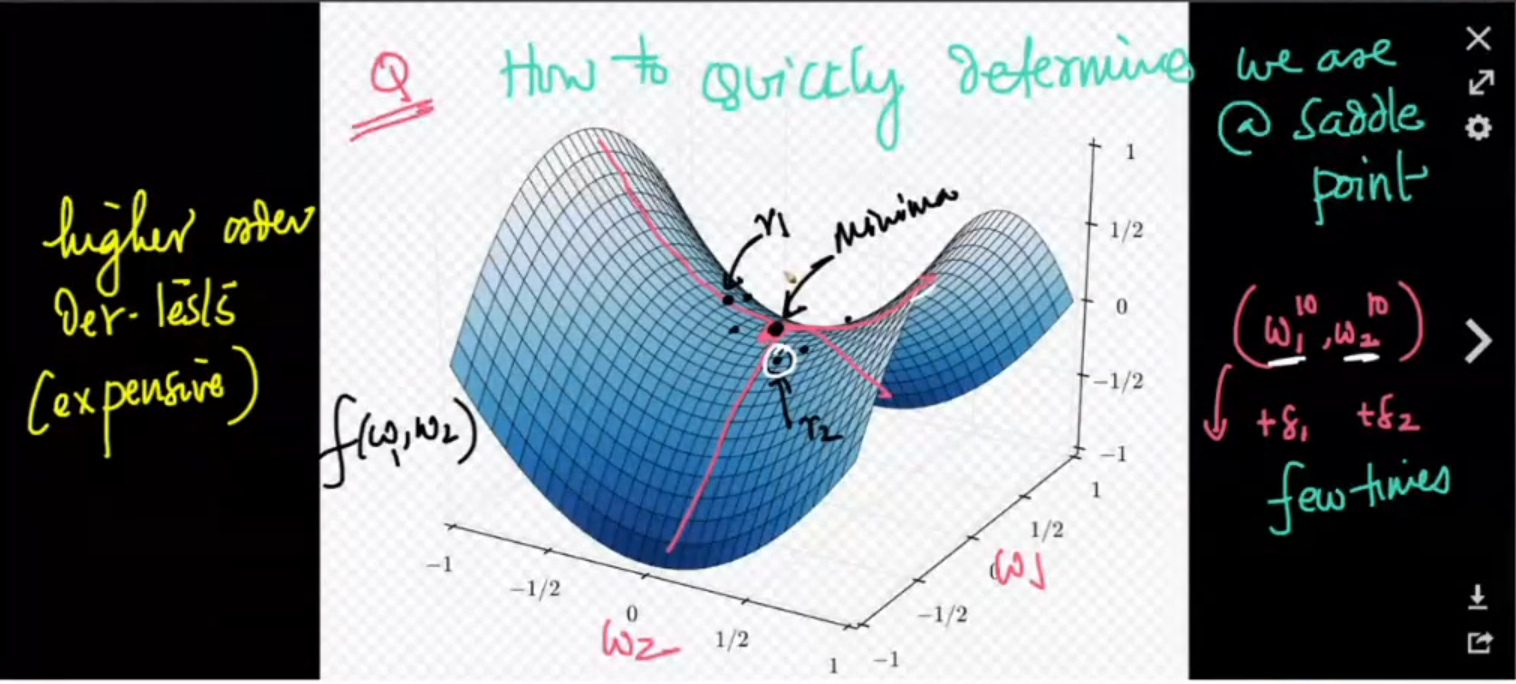 Q How to quickly determine we are
@ saddle
point
higher order
Der. tests
(expensive)
r1
Minima
r2
f(w1, w2)
(w1^10, w2^10)
+δ1 +δ2
few times
1
1/2
0
-1/2
-1
1
1/2
0
-1/2
-1
w1
-1
-1/2
0
1/2
1
w2